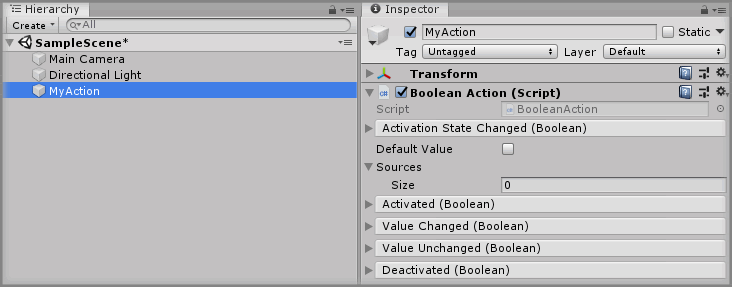 Hierarchy
Create
All
SampleScene*
Main Camera
Directional Light
MyAction
Inspector
MyAction
Static
Tag Untagged Layer Default
Transform
Boolean Action (Script)
Script BooleanAction
Activation State Changed (Boolean)
Default Value
Sources
Size 0
Activated (Boolean)
Value Changed (Boolean)
Value Unchanged (Boolean)
Deactivated (Boolean)